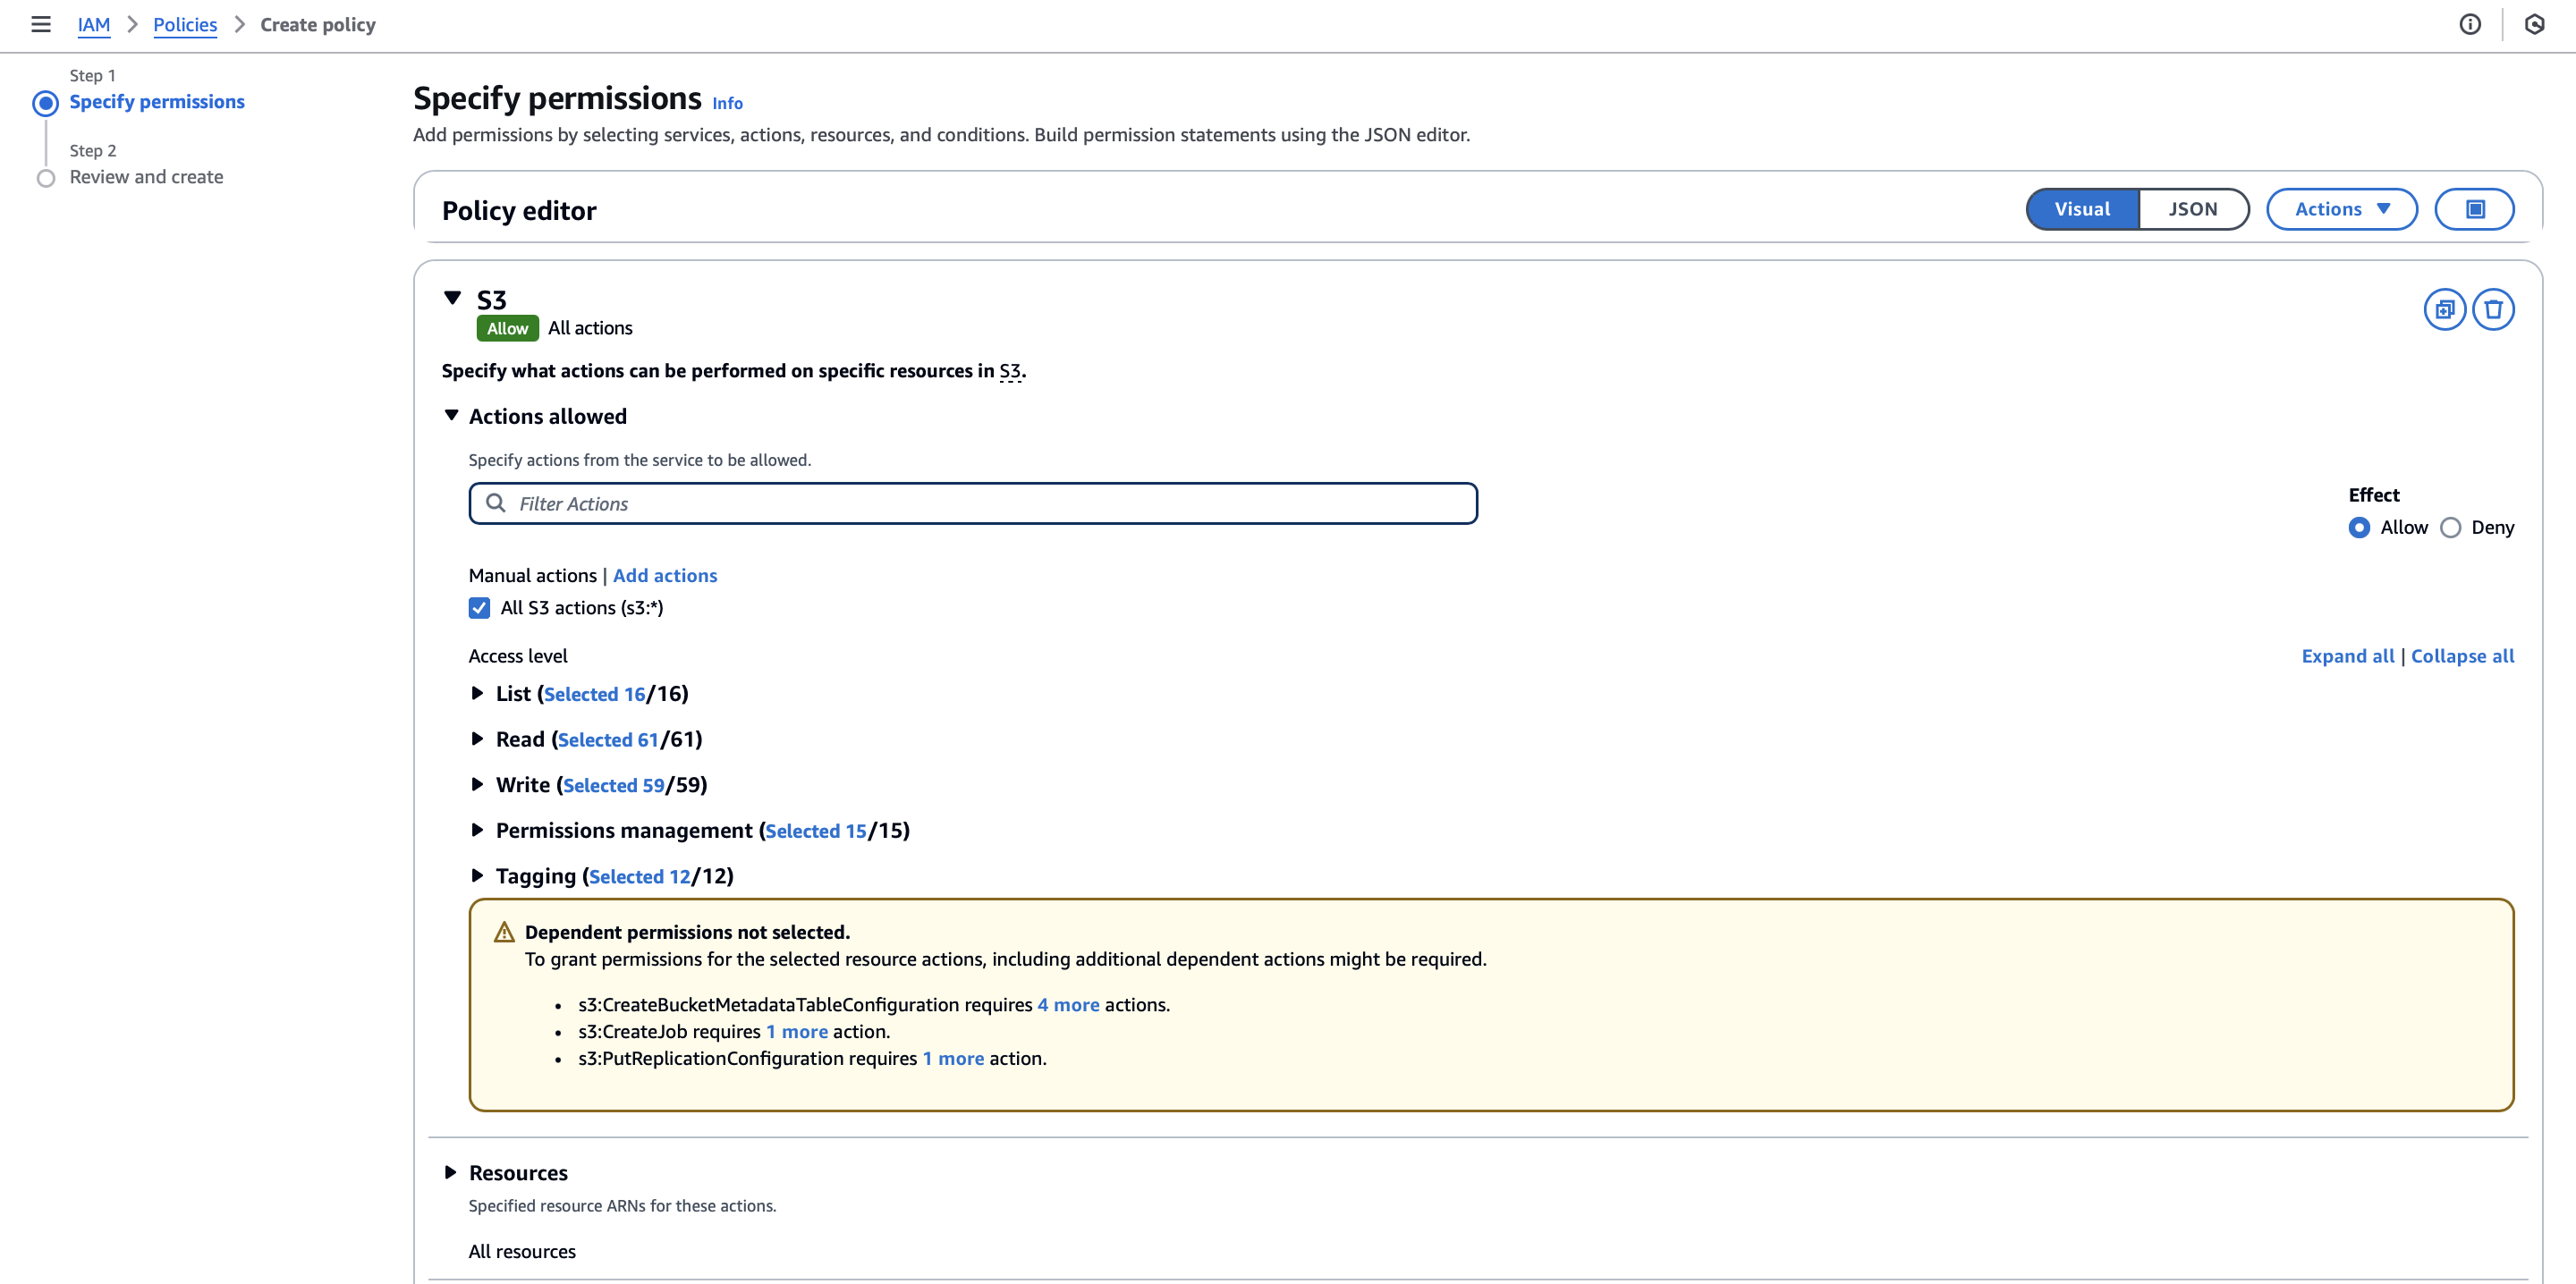 IAM > Policies > Create policy
Step 1
Specify permissions
Step 2
Review and create
Specify permissions Info
Add permissions by selecting services, actions, resources, and conditions. Build permission statements using the JSON editor.
Policy editor
Visual JSON Actions
S3
Allow All actions
Specify what actions can be performed on specific resources in S3.
Actions allowed
Specify actions from the service to be allowed.
Filter Actions
Effect
Allow Deny
Manual actions | Add actions
All S3 actions (s3:*)
Access level
Expand all | Collapse all
List (Selected 16/16)
Read (Selected 61/61)
Write (Selected 59/59)
Permissions management (Selected 15/15)
Tagging (Selected 12/12)
Dependent permissions not selected.
To grant permissions for the selected resource actions, including additional dependent actions might be required.
• s3:CreateBucketMetadataTableConfiguration requires 4 more actions.
• s3:CreateJob requires 1 more action.
• s3:PutReplicationConfiguration requires 1 more action.
Resources
Specified resource ARNs for these actions.
All resources